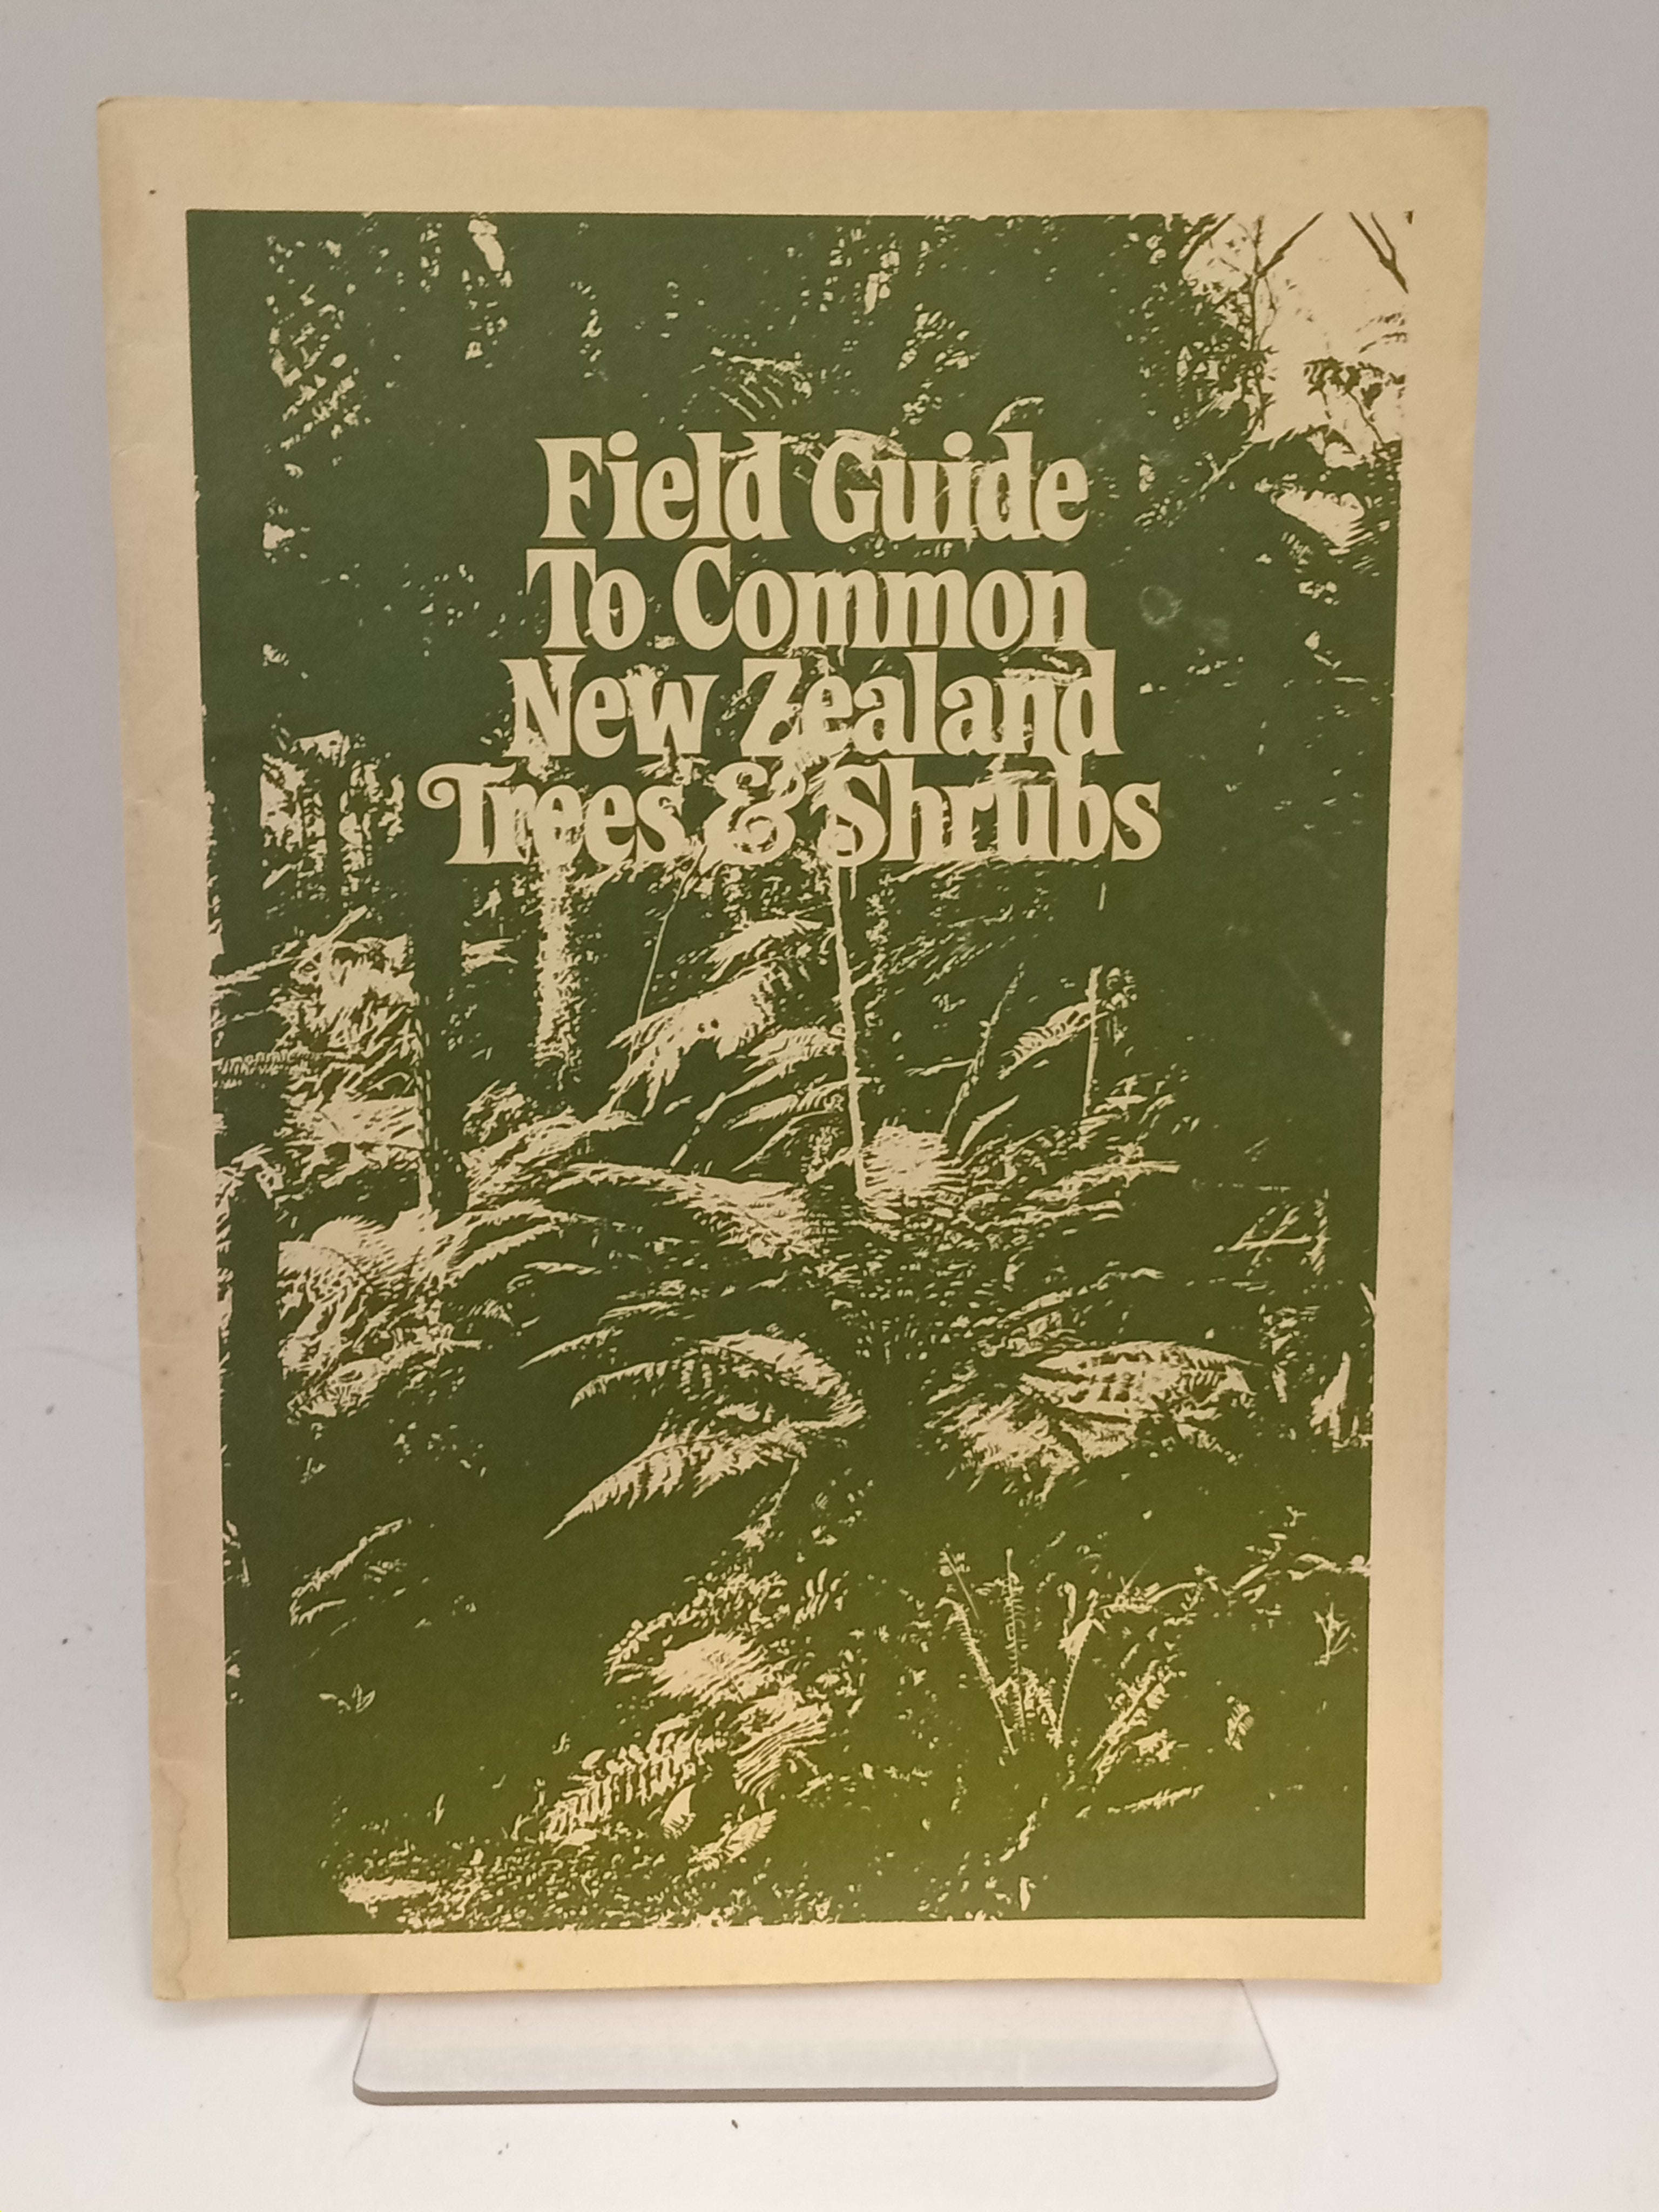 Field Guide
To Common
New Zealand
Trees & Shrubs